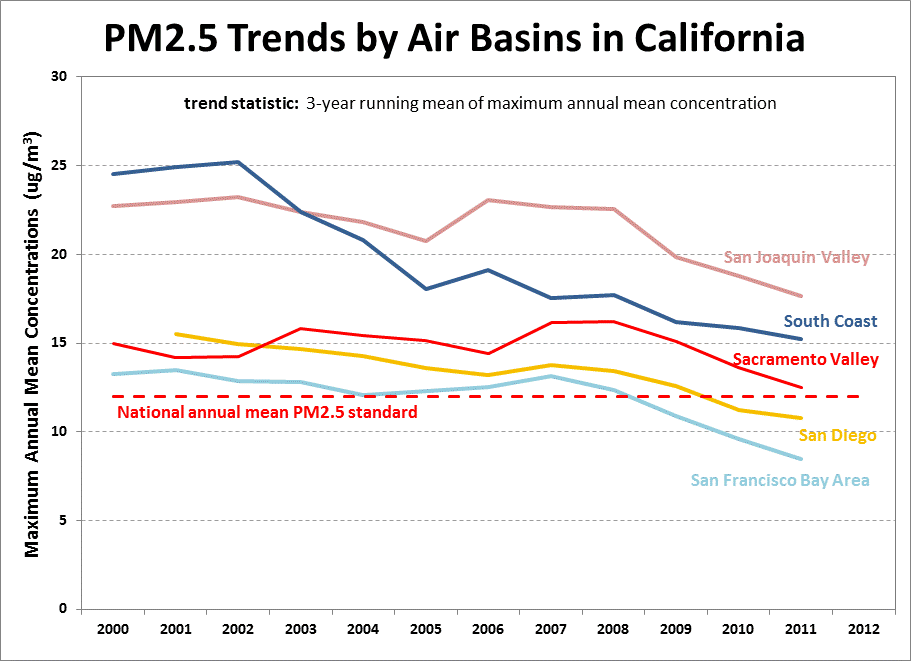 PM2.5 Trends by Air Basins in California
30
trend statistic: 3-year running mean of maximum annual mean concentration
Maximum Annual Mean Concentrations (ug/m³)
25
20
San Joaquin Valley
South Coast
15
Sacramento Valley
National annual mean PM2.5 standard
10
San Diego
San Francisco Bay Area
5
0
2000 2001 2002 2003 2004 2005 2006 2007 2008 2009 2010 2011 2012